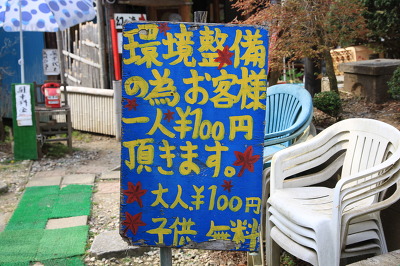 環境整備
の為お客様
一人¥100円
頂きます。
大人¥100円
子供 無料